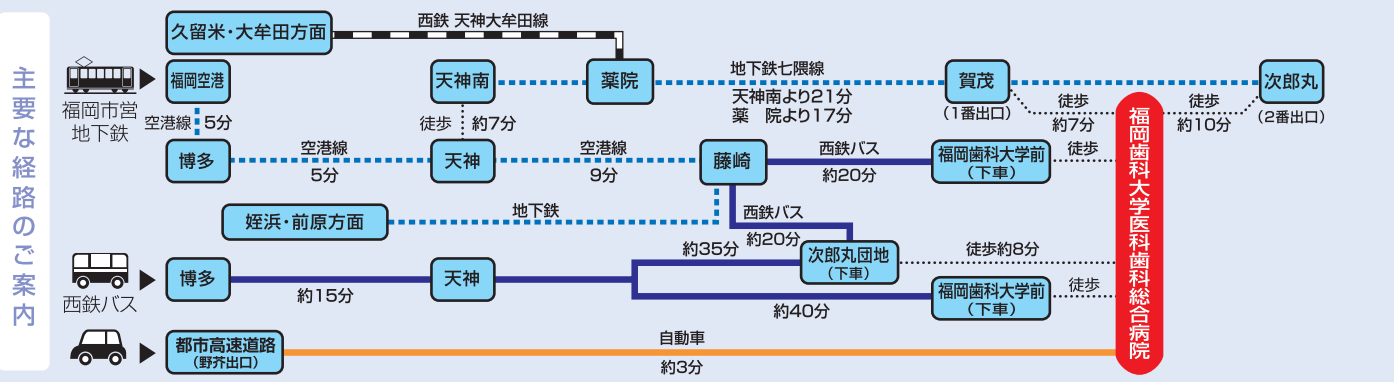 主要な経路のご案内
西鉄 天神大牟田線
久留米・大牟田方面
福岡市営
地下鉄
福岡空港
天神南
薬院
地下鉄七隈線
天神南より21分
薬 院より17分
賀茂
(1番出口)
次郎丸
(2番出口)
徒歩
約7分
徒歩
約10分
空港線
5分
徒歩
約7分
博多
空港線
5分
天神
空港線
9分
藤崎
西鉄バス
約20分
福岡歯科大学前
(下車)
徒歩
姪浜・前原方面
地下鉄
西鉄バス
約20分
西鉄バス
博多
約15分
天神
約35分
次郎丸団地
(下車)
徒歩約8分
約40分
福岡歯科大学前
(下車)
徒歩
都市高速道路
(野芥出口)
自動車
約3分
福岡歯科大学医科歯科総合病院